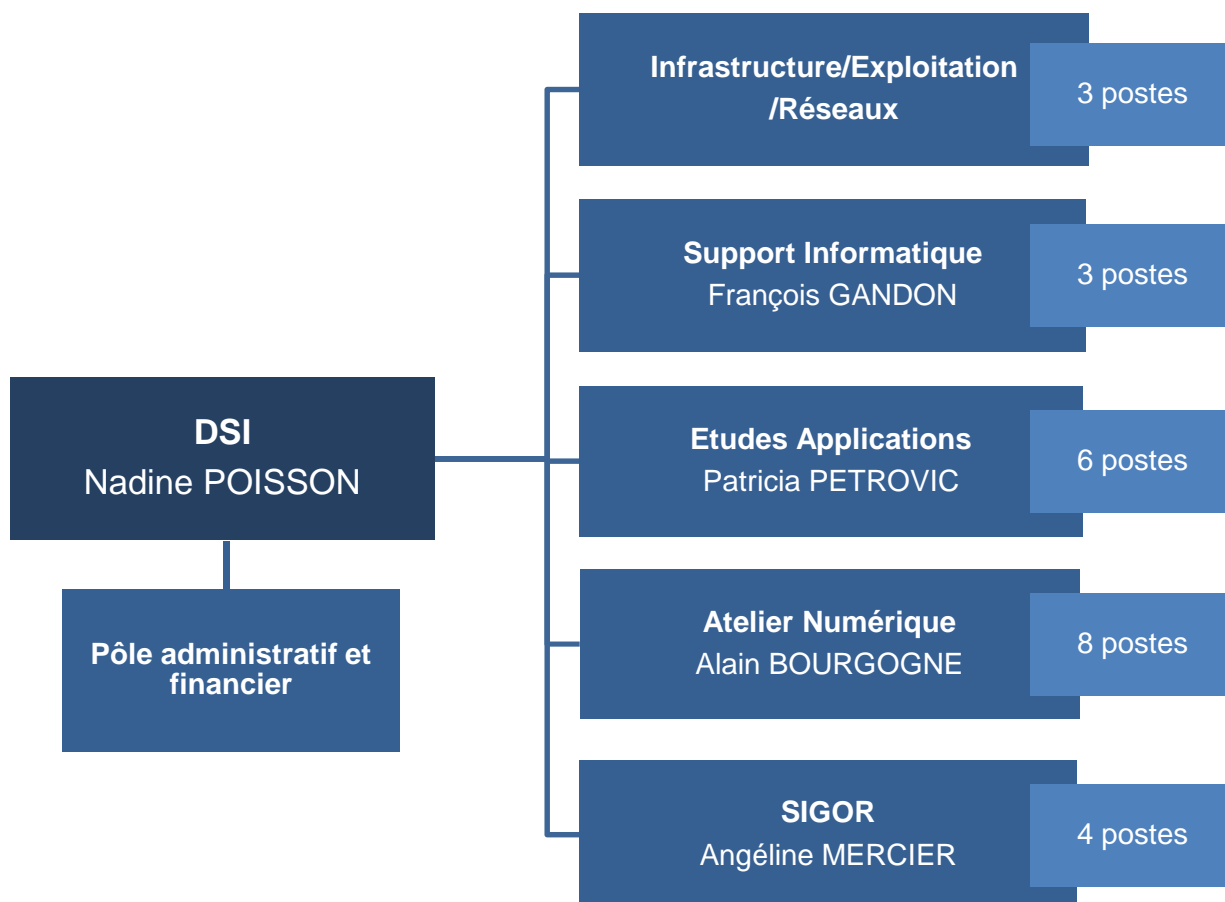 Infrastructure/Exploitation
/Réseaux
3 postes
Support Informatique
François GANDON
3 postes
DSI
Nadine POISSON
Etudes Applications
Patricia PETROVIC
6 postes
Pôle administratif et
financier
Atelier Numérique
Alain BOURGOGNE
8 postes
SIGOR
Angéline MERCIER
4 postes